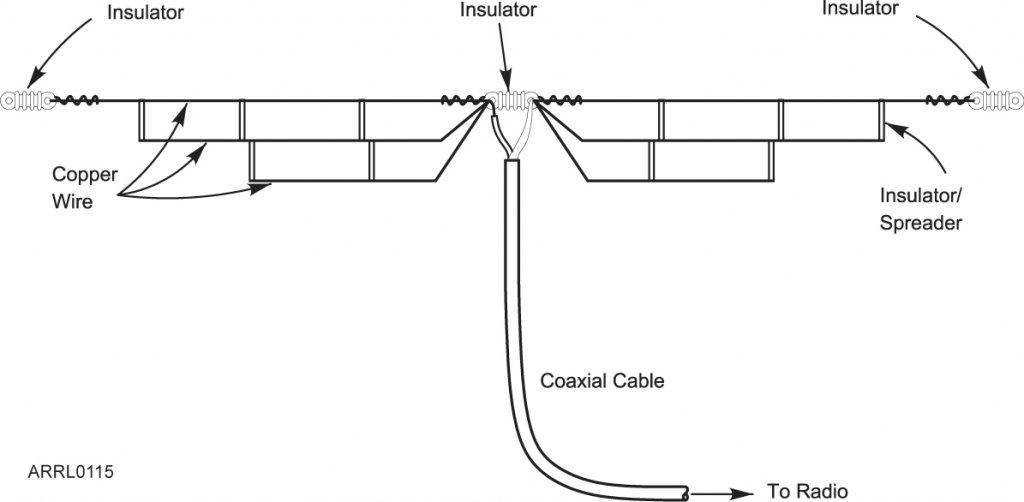 Insulator
Insulator
Insulator
Copper
Wire
Insulator/
Spreader
Coaxial Cable
ARRL0115
To Radio